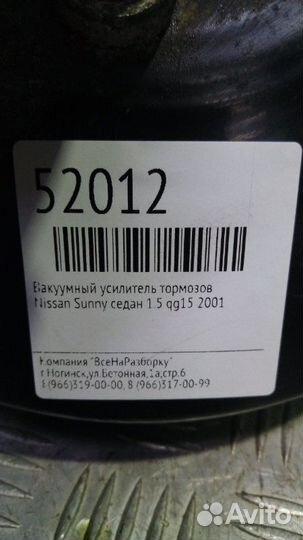 52012
Вакуумный усилитель тормозов
Nissan Sunny седан 1.5 qg15 2001
Компания "ВсеНаРазборку"
г.Ногинск,ул.Бетонная,1а,стр.6
8 (966)319-00-00, 8 (966)317-00-99
Avito